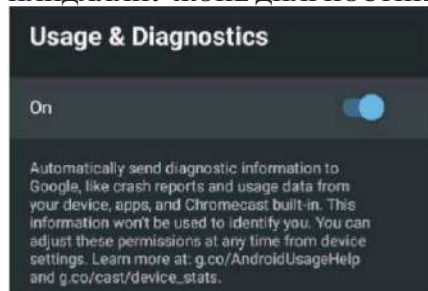 Usage & Diagnostics
On
Automatically send diagnostic information to
Google, like crash reports and usage data from
your device, apps, and Chromecast built-in. This
information won't be used to identify you. You can
adjust these permissions at any time from device
settings. Learn more at: g.co/AndroidUsageHelp
and g.co/cast/device_stats.